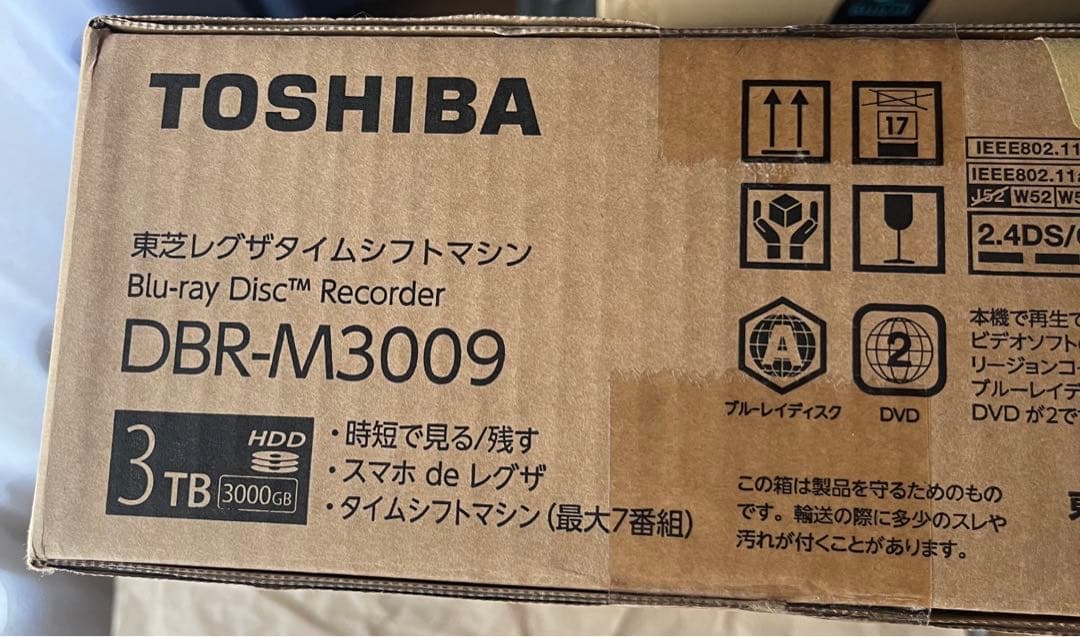 TOSHIBA
東芝レグザタイムシフトマシン
Blu-ray Disc™ Recorder
DBR-M3009
3TB
HDD
3000GB
・時短で見る/残す
・スマホ de レグザ
・タイムシフトマシン(最大7番組)
17
IEEE802.11
IEEE802.11
J52 W52
2.4DS/
A
ブルーレイディスク
2
DVD
本機で再生で
ビデオソフト
リージョンコー
ブルーレイデ
DVD が2で
この箱は製品を守るためのもの
です。輸送の際に多少のスレや
汚れが付くことがあります。